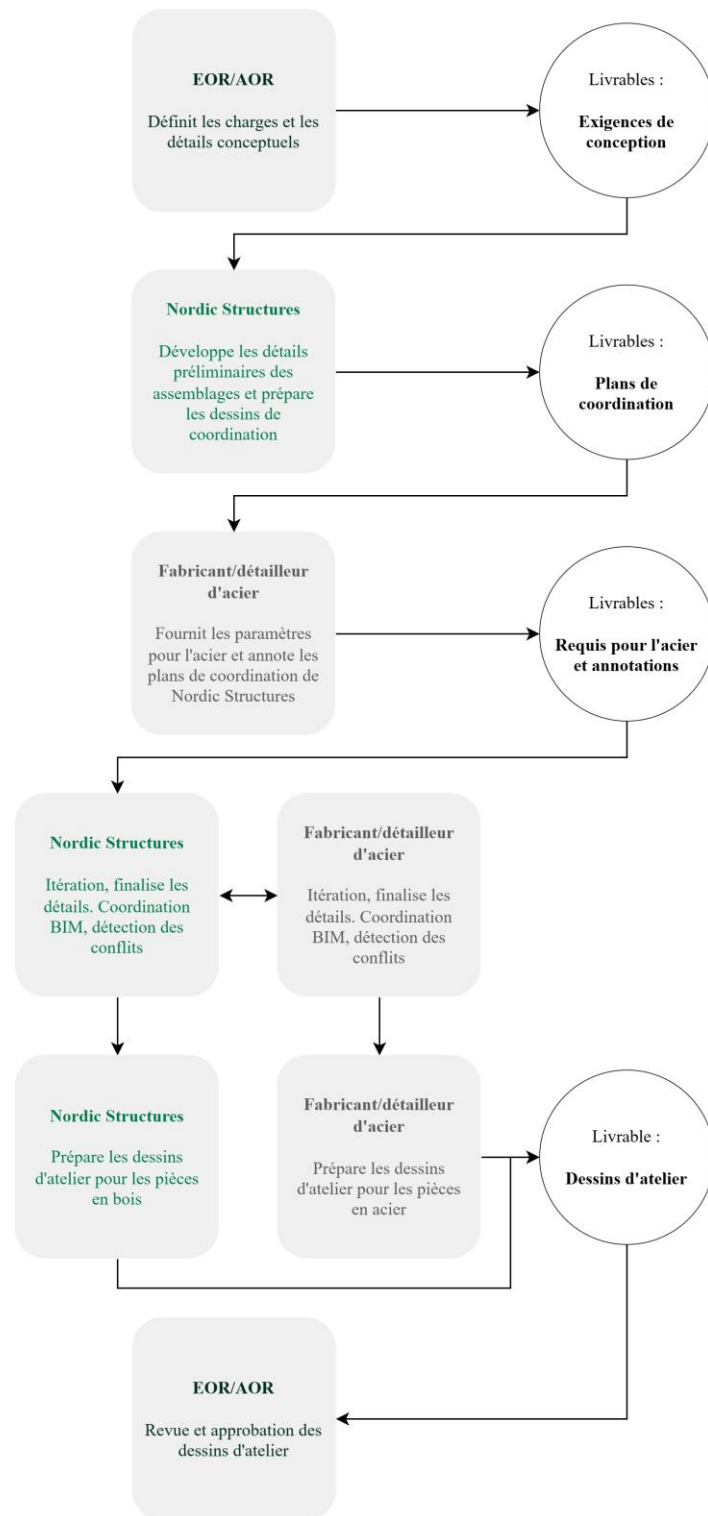 EOR/AOR
Définit les charges et les
détails conceptuels
Livrables :
Exigences de
conception
Nordic Structures
Développe les détails
préliminaires des
assemblages et prépare
les dessins de
coordination
Livrables :
Plans de
coordination
Fabricant/détailleur
d'acier
Fournit les paramètres
pour l'acier et annote les
plans de coordination de
Nordic Structures
Livrables :
Requis pour l'acier
et annotations
Nordic Structures
Itération, finalise les
détails. Coordination
BIM, détection des
conflits
Fabricant/détailleur
d'acier
Itération, finalise les
détails. Coordination
BIM, détection des
conflits
Nordic Structures
Prépare les dessins
d'atelier pour les pièces
en bois
Fabricant/détailleur
d'acier
Prépare les dessins
d'atelier pour les pièces
en acier
Livrable :
Dessins d'atelier
EOR/AOR
Revue et approbation des
dessins d'atelier